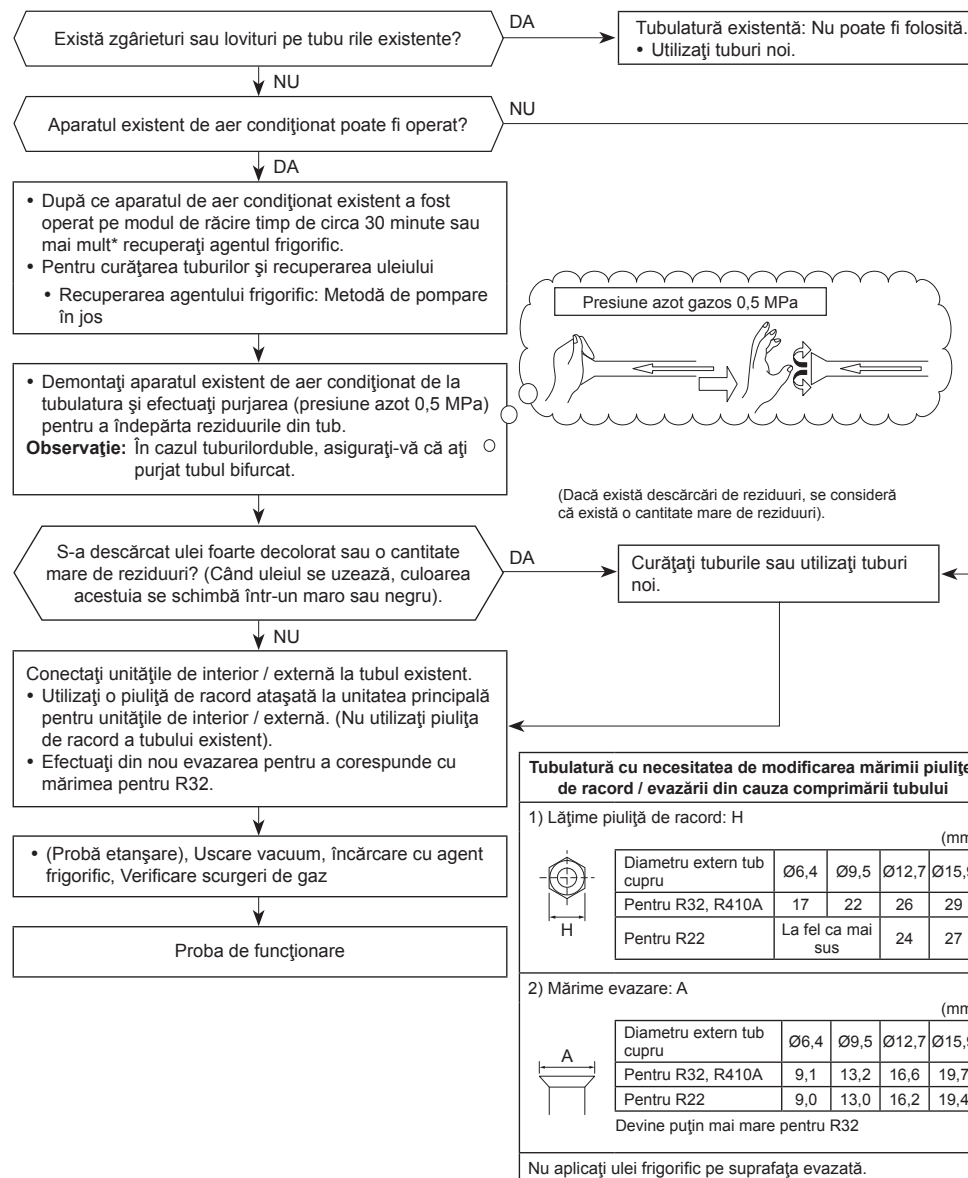 Există zgârieturi sau lovituri pe tubu rile existente?
DA
Tubulatură existentă: Nu poate fi folosită.
• Utilizaţi tuburi noi.
NU
Aparatul existent de aer condiţionat poate fi operat?
NU
DA
• După ce aparatul de aer condiţionat existent a fost
operat pe modul de răcire timp de circa 30 minute sau
mai mult* recuperaţi agentul frigorific.
• Pentru curăţarea tuburilor şi recuperarea uleiului
• Recuperarea agentului frigorific: Metodă de pompare
în jos
Presiune azot gazos 0,5 MPa
• Demontaţi aparatul existent de aer condiţionat de la
tubulatura şi efectuaţi purjarea (presiune azot 0,5 MPa)
pentru a îndepărta reziduurile din tub.
Observaţie: În cazul tuburilorduble, asiguraţi-vă că aţi
purjat tubul bifurcat.
(Dacă există descărcări de reziduuri, se consideră
că există o cantitate mare de reziduuri).
S-a descărcat ulei foarte decolorat sau o cantitate
mare de reziduuri? (Când uleiul se uzează, culoarea
acestuia se schimbă într-un maro sau negru).
DA
Curăţaţi tuburile sau utilizaţi tuburi
noi.
NU
Conectaţi unităţile de interior / externă la tubul existent.
• Utilizaţi o piuliţă de racord ataşată la unitatea principală
pentru unităţile de interior / externă. (Nu utilizaţi piuliţa
de racord a tubului existent).
• Efectuaţi din nou evazarea pentru a corespunde cu
mărimea pentru R32.
• (Probă etanşare), Uscare vacuum, încărcare cu agent
frigorific, Verificare scurgeri de gaz
Proba de funcţionare
Tubulatură cu necesitatea de modificarea mărimii piuliţe
de racord / evazării din cauza comprimării tubului
1) Lăţime piuliţă de racord: H
(mm
H
Diametru extern tub
cupru Ø6,4 Ø9,5 Ø12,7 Ø15,9
Pentru R32, R410A 17 22 26 29
Pentru R22 La fel ca mai
sus 24 27
2) Mărime evazare: A
(mm
A
Diametru extern tub
cupru Ø6,4 Ø9,5 Ø12,7 Ø15,9
Pentru R32, R410A 9,1 13,2 16,6 19,7
Pentru R22 9,0 13,0 16,2 19,4
Devine puţin mai mare pentru R32
Nu aplicaţi ulei frigorific pe suprafaţa evazată.